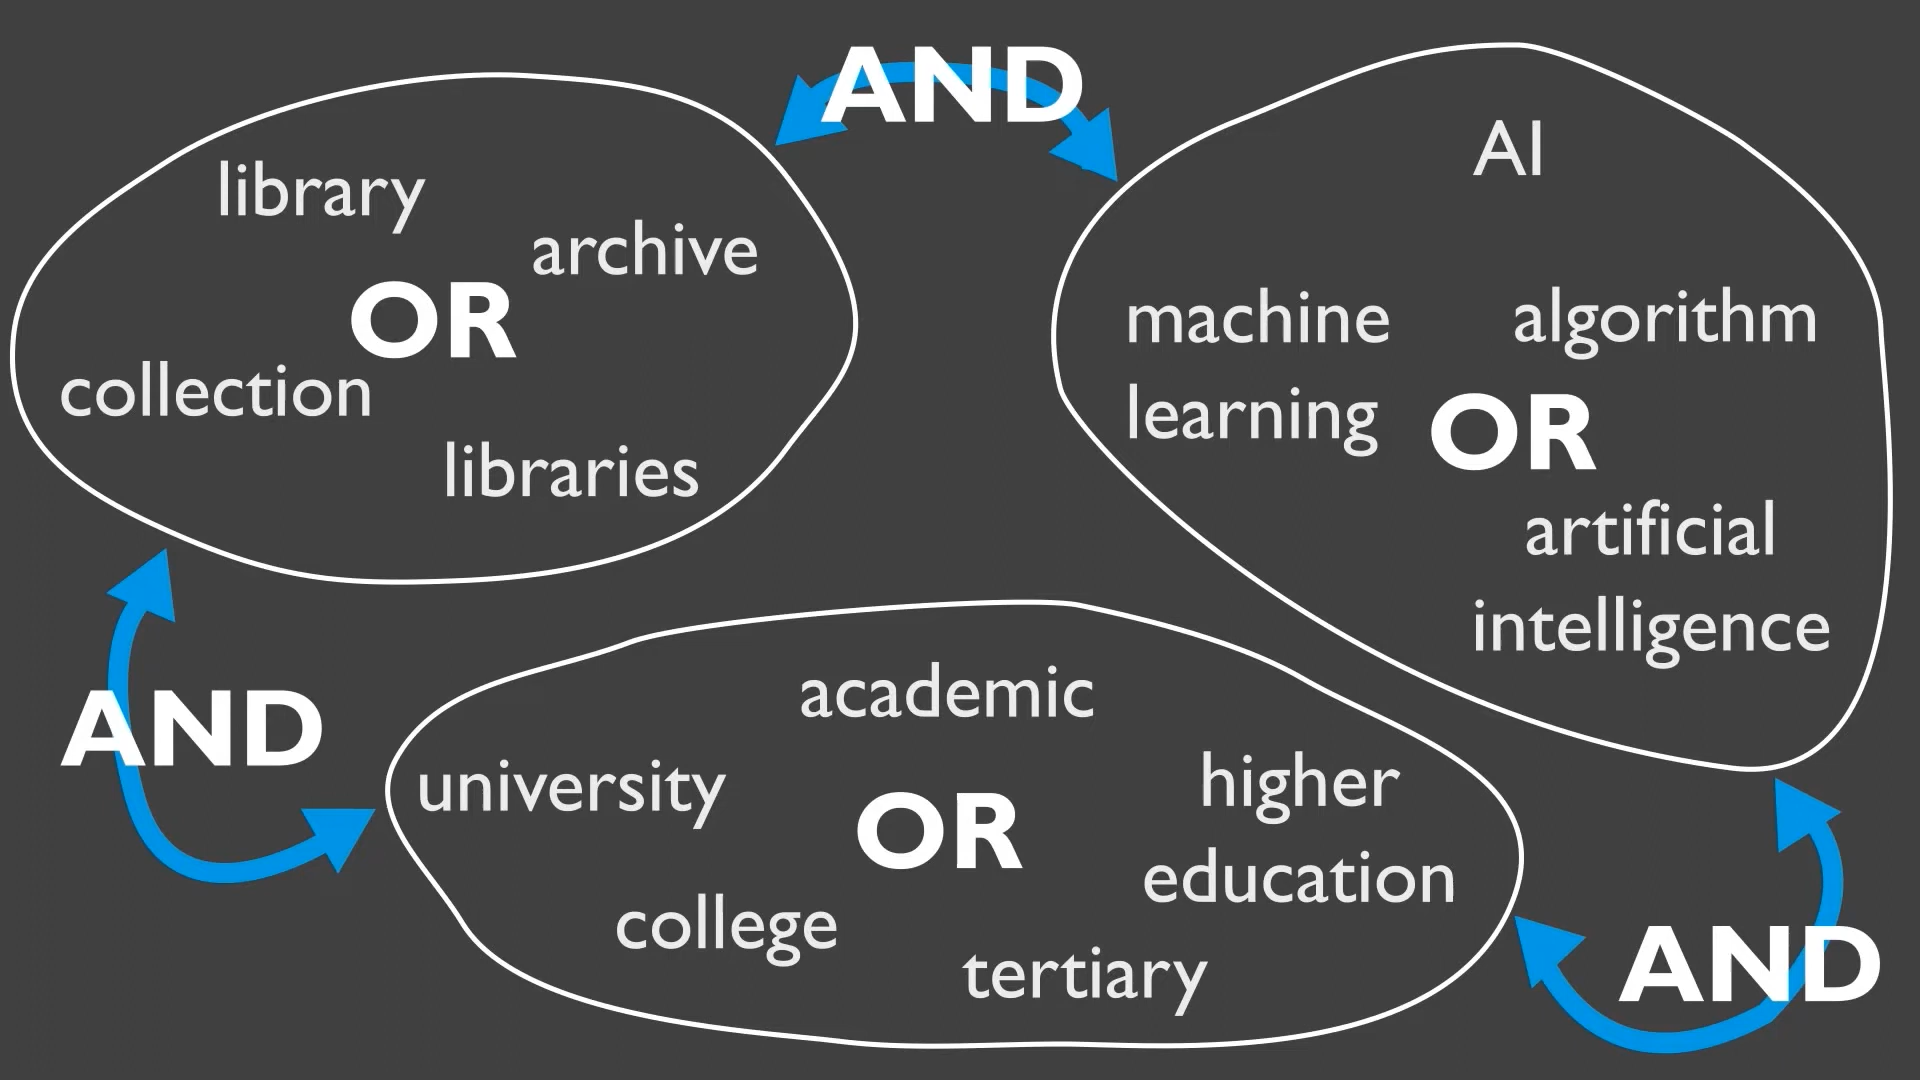 AND
library
archive
OR
collection
libraries
AI
machine
learning
algorithm
OR
artificial
intelligence
AND
academic
university
OR
higher
education
college
tertiary
AND